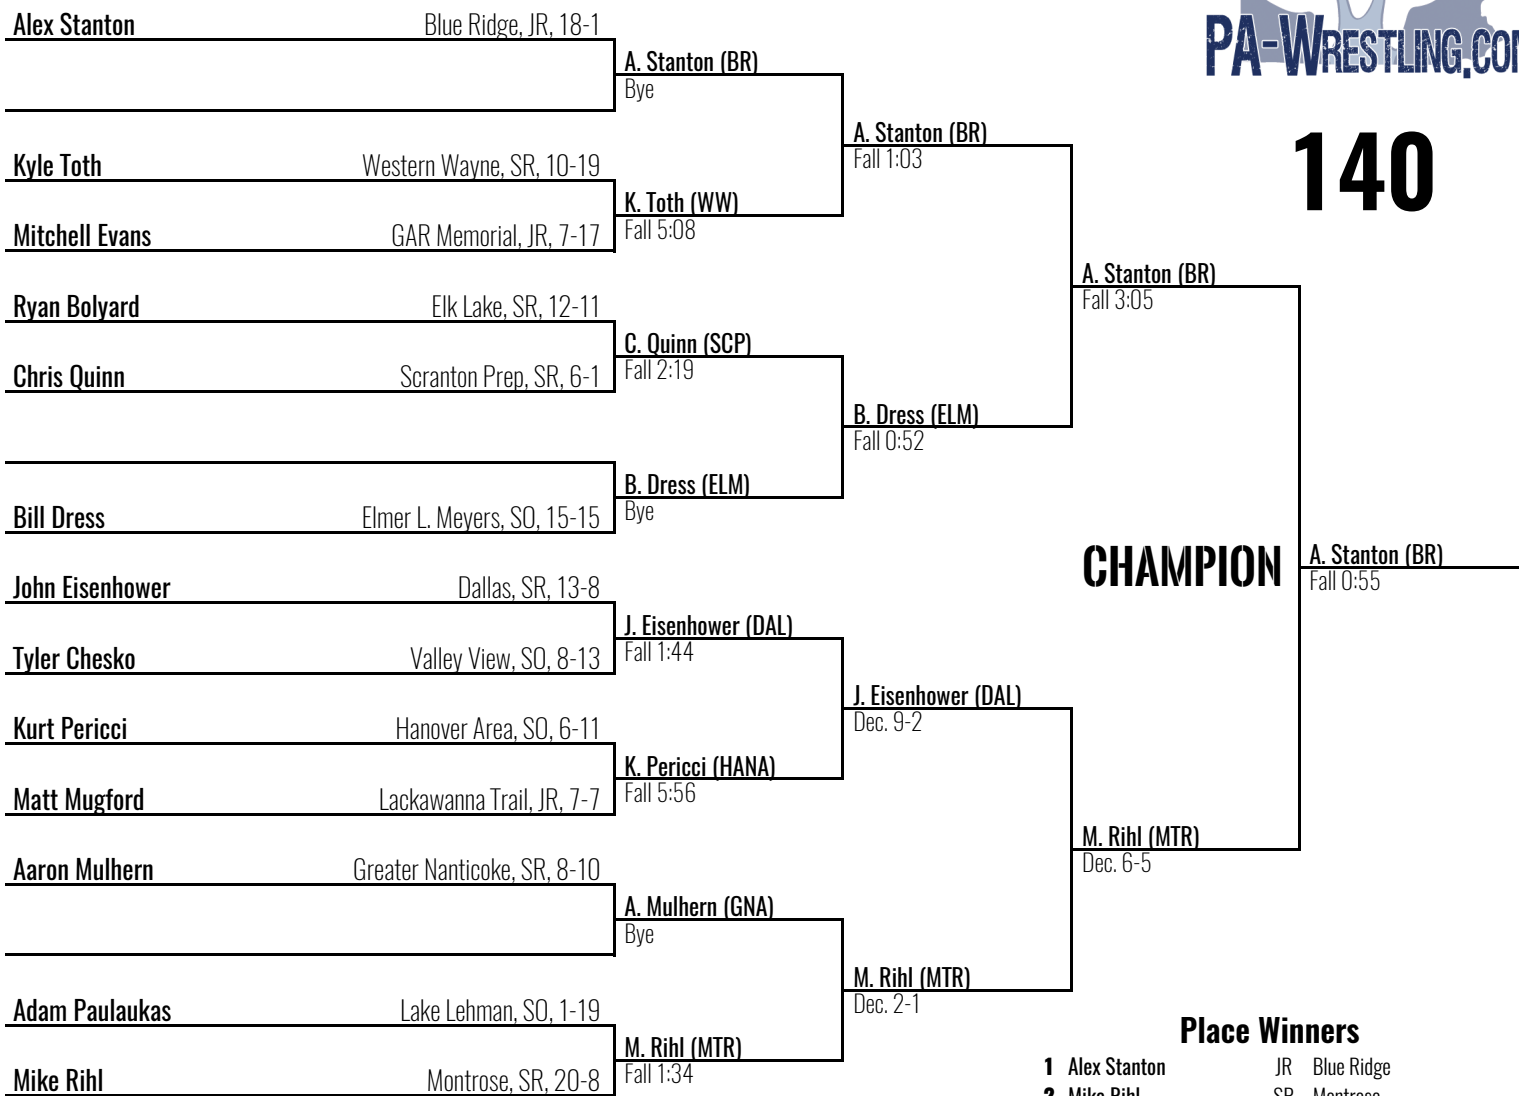 Alex Stanton Blue Ridge, JR, 18-1
A. Stanton (BR)
Bye
Kyle Toth Western Wayne, SR, 10-19
K. Toth (WW)
Fall 5:08
Mitchell Evans GAR Memorial, JR, 7-17
A. Stanton (BR)
Fall 1:03
Ryan Bolyard Elk Lake, SR, 12-11
C. Quinn (SCP)
Fall 2:19
Chris Quinn Scranton Prep, SR, 6-1
B. Dress (ELM)
Fall 0:52
B. Dress (ELM)
Bye
Bill Dress Elmer L. Meyers, SO, 15-15
A. Stanton (BR)
Fall 3:05
John Eisenhower Dallas, SR, 13-8
J. Eisenhower (DAL)
Fall 1:44
Tyler Chesko Valley View, SO, 8-13
J. Eisenhower (DAL)
Dec. 9-2
Kurt Pericci Hanover Area, SO, 6-11
K. Pericci (HANA)
Fall 5:56
Matt Mugford Lackawanna Trail, JR, 7-7
M. Rihl (MTR)
Dec. 6-5
Aaron Mulhern Greater Nanticoke, SR, 8-10
A. Mulhern (GNA)
Bye
M. Rihl (MTR)
Dec. 2-1
Adam Paulaukas Lake Lehman, SO, 1-19
M. Rihl (MTR)
Fall 1:34
Mike Rihl Montrose, SR, 20-8
PA-WRESTLING.CO
140
CHAMPION
A. Stanton (BR)
Fall 0:55
Place Winners
1 Alex Stanton JR Blue Ridge
2 Mike Rihl SR Montrose